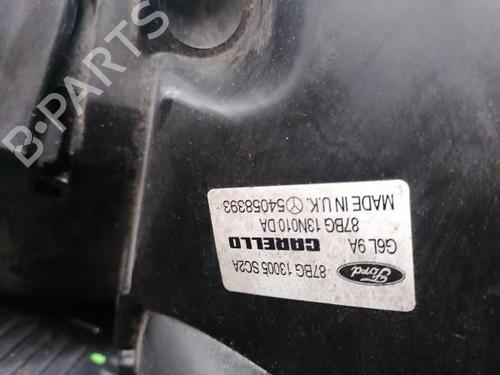 B-PARTS
Ford
87BG 13005 SC2A
G6L 9A
CARELLO
87BG 13N010 DA
MADE IN U.K. 54058393